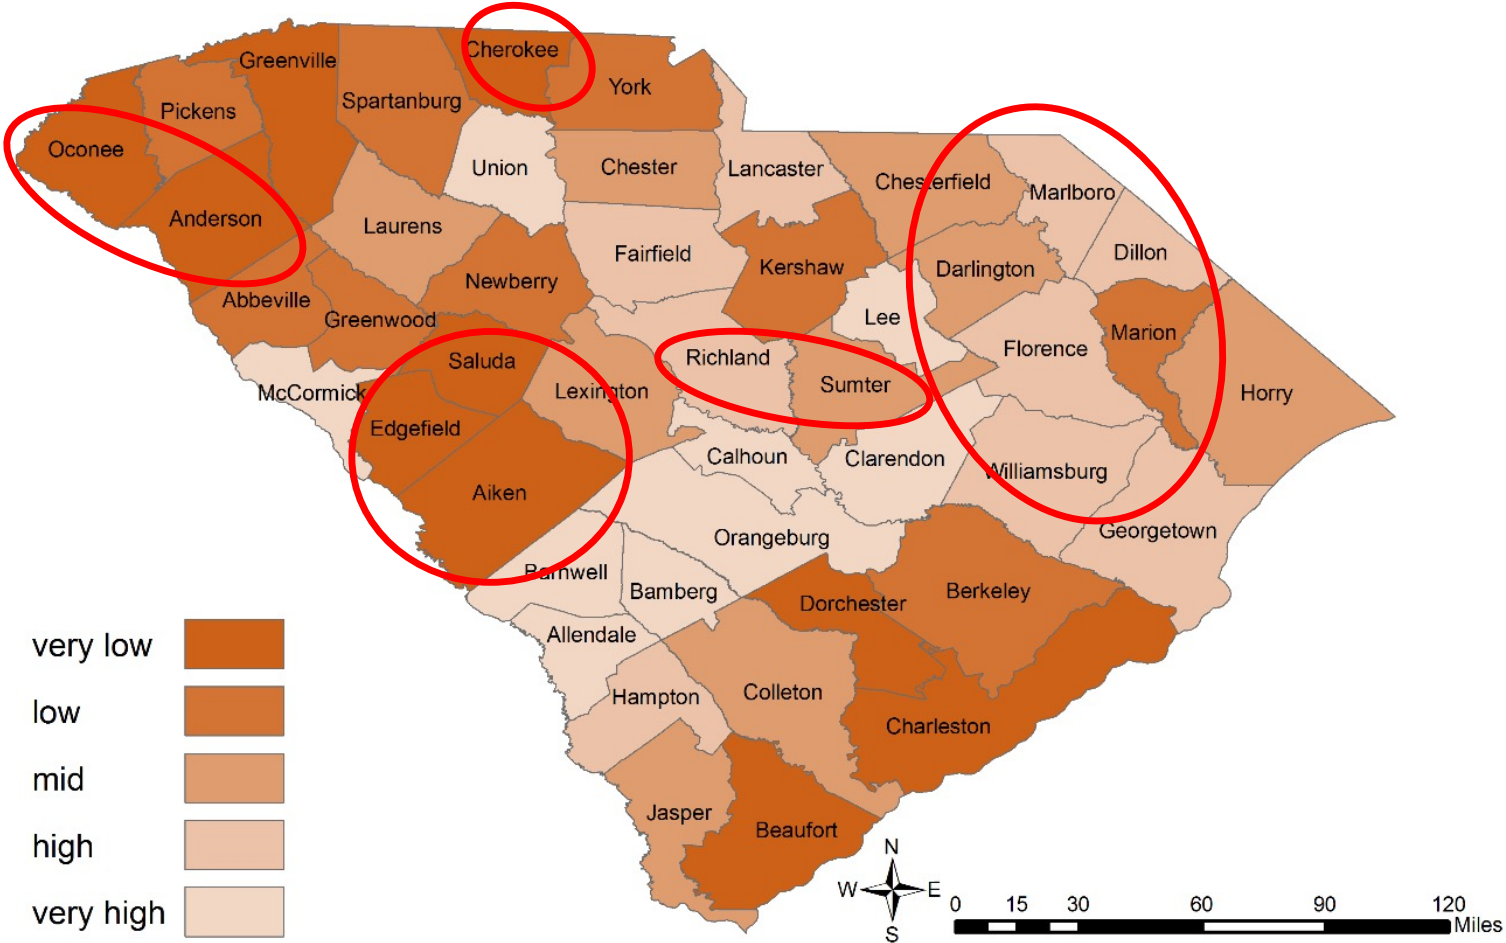 Cherokee
Greenville
York
Spartanburg
Pickens
Oconee
Union
Chester
Lancaster
Chesterfield
Marlboro
Anderson
Laurens
Fairfield
Dillon
Kershaw
Darlington
Newberry
Abbeville
Greenwood
Lee
Marion
Florence
Saluda
Richland
Sumter
Lexington
McCormick
Horry
Edgefield
Calhoun
Clarendon
Williamsburg
Aiken
Orangeburg
Georgetown
Barnwell
Bamberg
Berkeley
Dorchester
Allendale
very low
Hampton
Colleton
low
Charleston
mid
Jasper
Beaufort
high
very high
N
W E
S
0 15 30 60 90 120
Miles